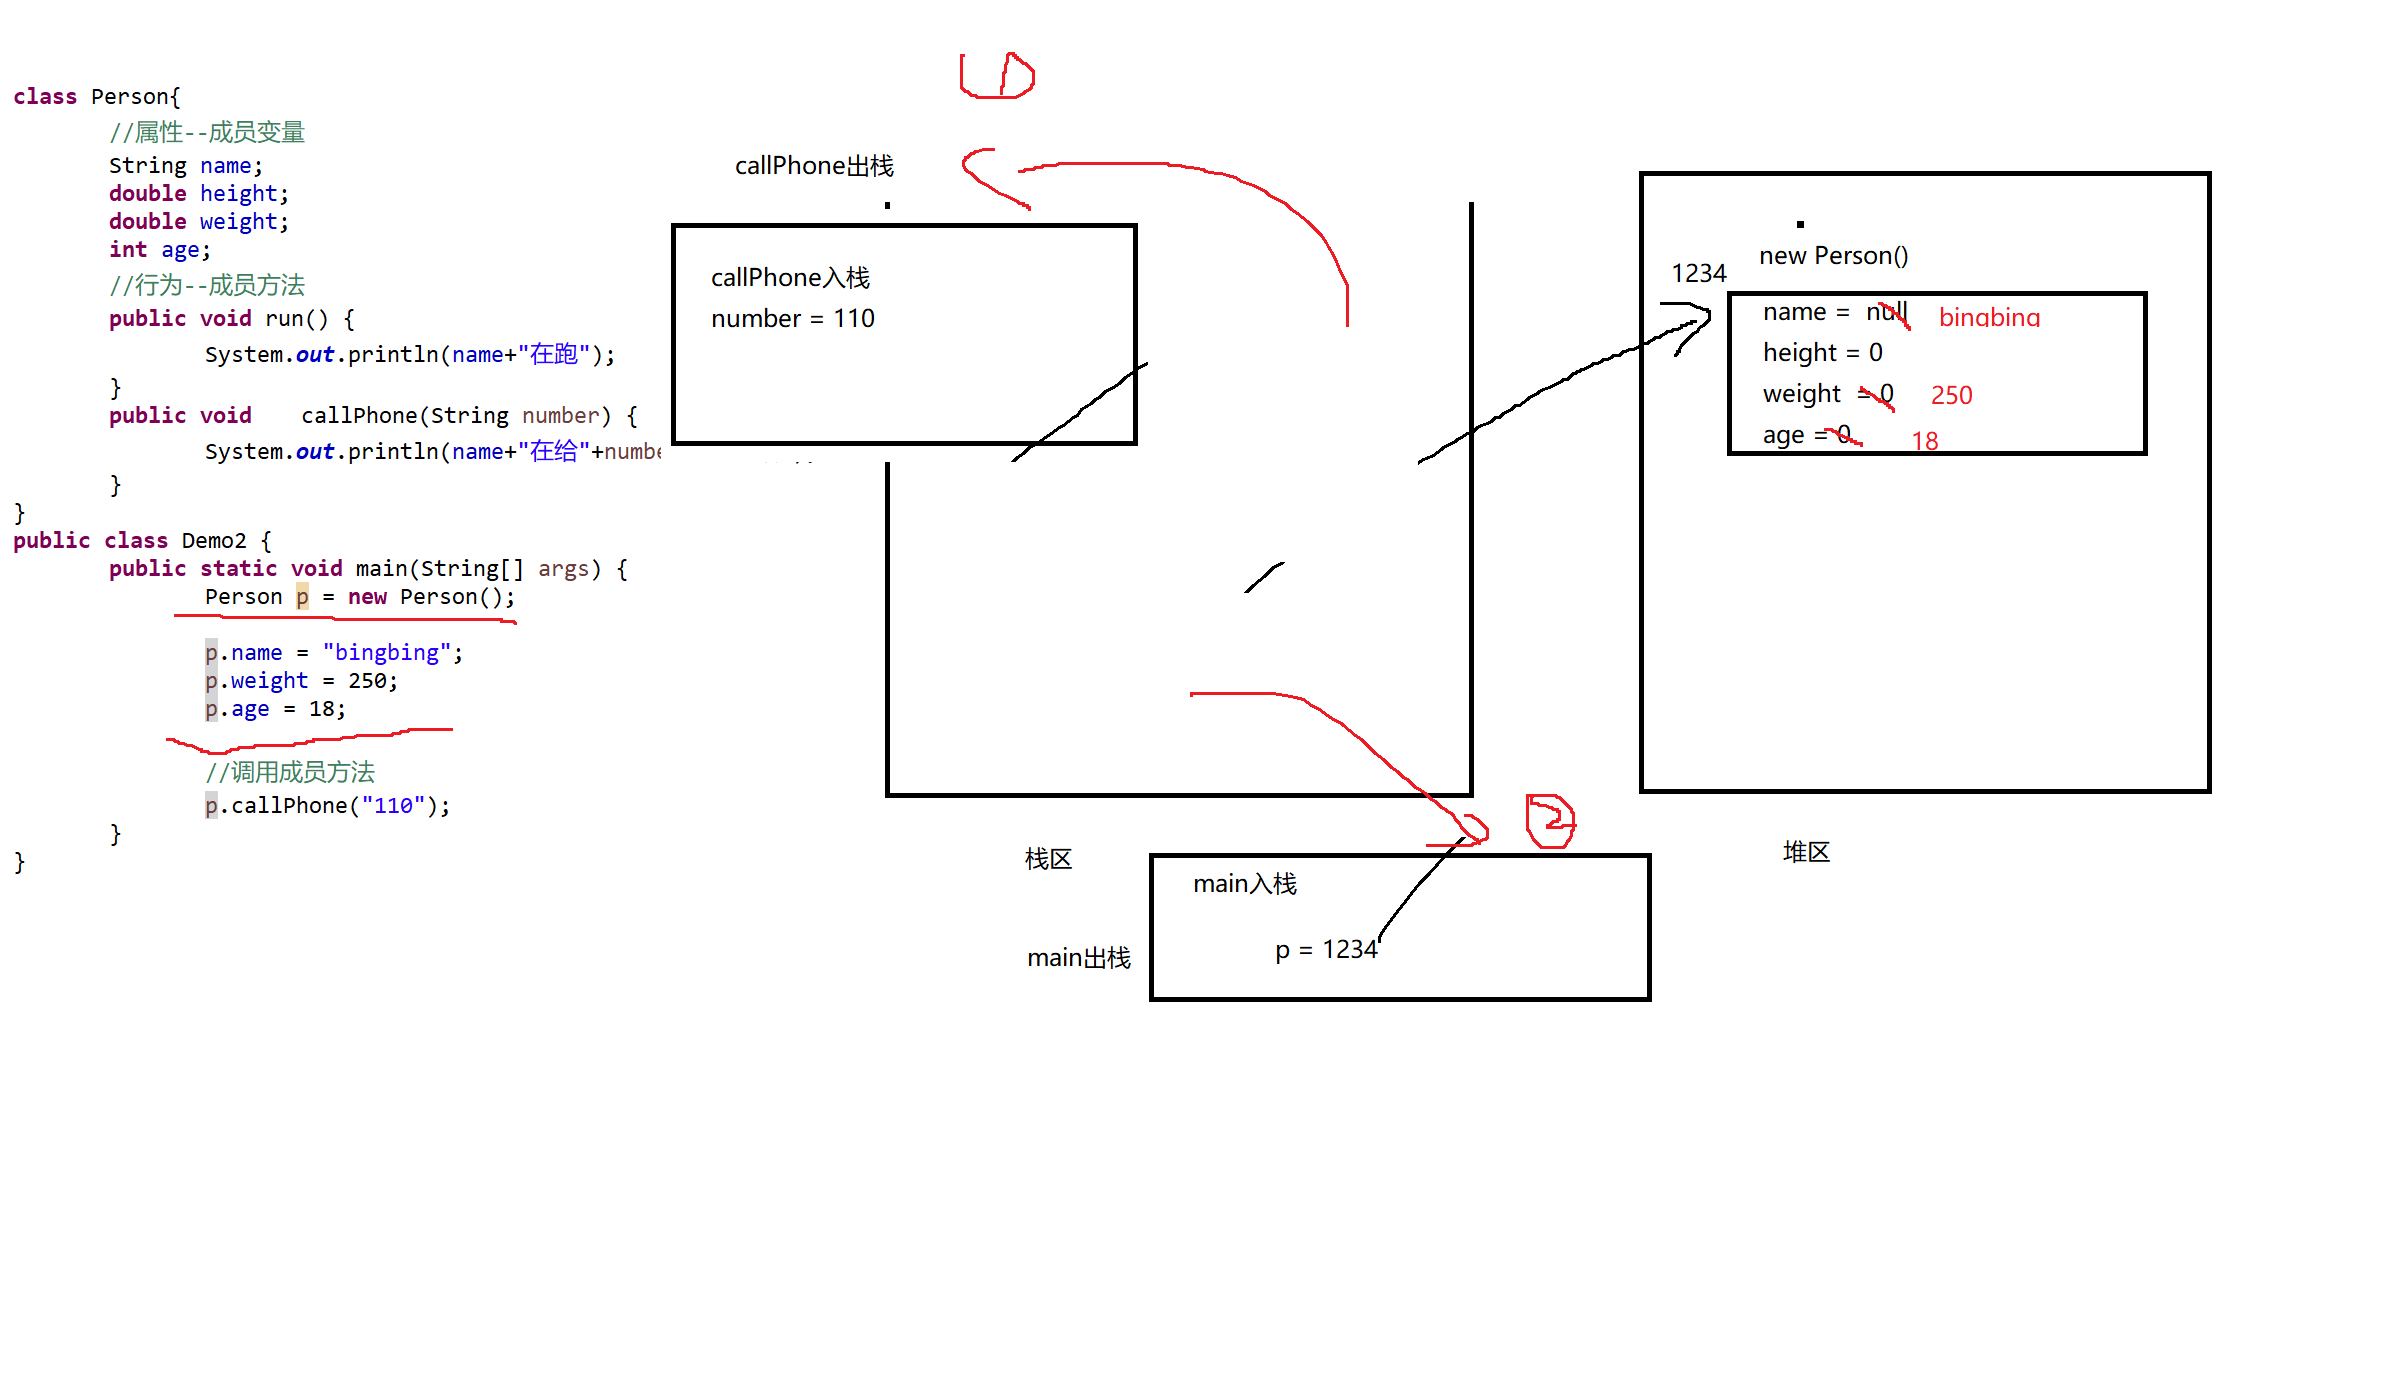 class Person{
//属性--成员变量
String name;
double height;
double weight;
int age;
//行为--成员方法
public void run() {
System.out.println(name+"在跑");
}
public void callPhone(String number) {
System.out.println(name+"在给"+numbe
}
}
public class Demo2 {
public static void main(String[] args) {
Person p = new Person();
p.name = "bingbing";
p.weight = 250;
p.age = 18;
//调用成员方法
p.callPhone("110");
}
}
1
callPhone出栈
callPhone入栈
number = 110
栈区
2
main入栈
main出栈
p = 1234
new Person()
1234
name = null bingbing
height = 0
weight = 0 250
age = 0 18
堆区